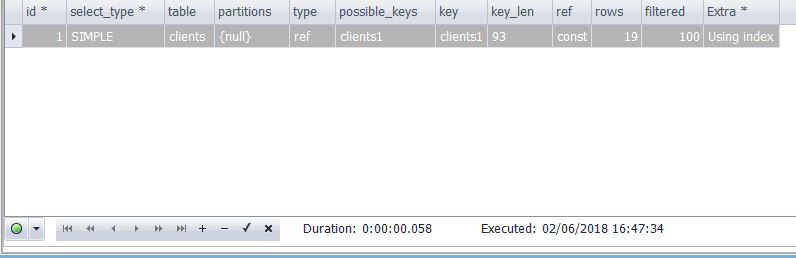 id * select_type * table partitions type possible_keys key key_len ref rows filtered Extra *
1 SIMPLE clients {null} ref clients1 clients1 93 const 19 100 Using index
Duration: 0:00:00.058 Executed: 02/06/2018 16:47:34